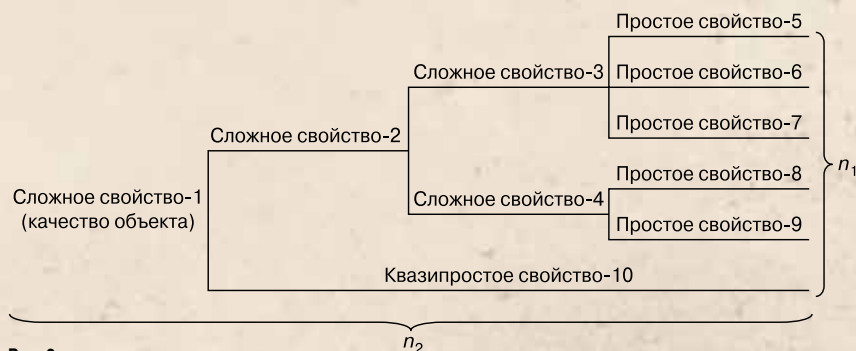 Простое свойство-5
Сложное свойство-3
Простое свойство-6
Простое свойство-7
Сложное свойство-2
Простое свойство-8
n₁
Сложное свойство-1
(качество объекта)
Сложное свойство-4
Простое свойство-9
Квазипростое свойство-10
n₂